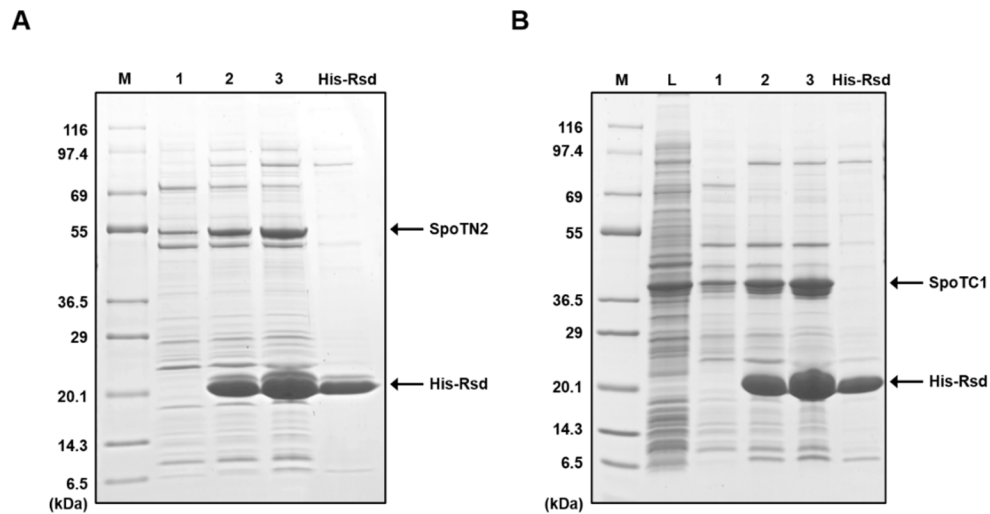 A
M 1 2 3 His-Rsd
116
97.4
69
55
36.5
29
20.1
14.3
6.5
(kDa)
SpoTN2
His-Rsd
B
M L 1 2 3 His-Rsd
116
97.4
69
55
36.5
29
20.1
14.3
6.5
(kDa)
SpoTC1
His-Rsd